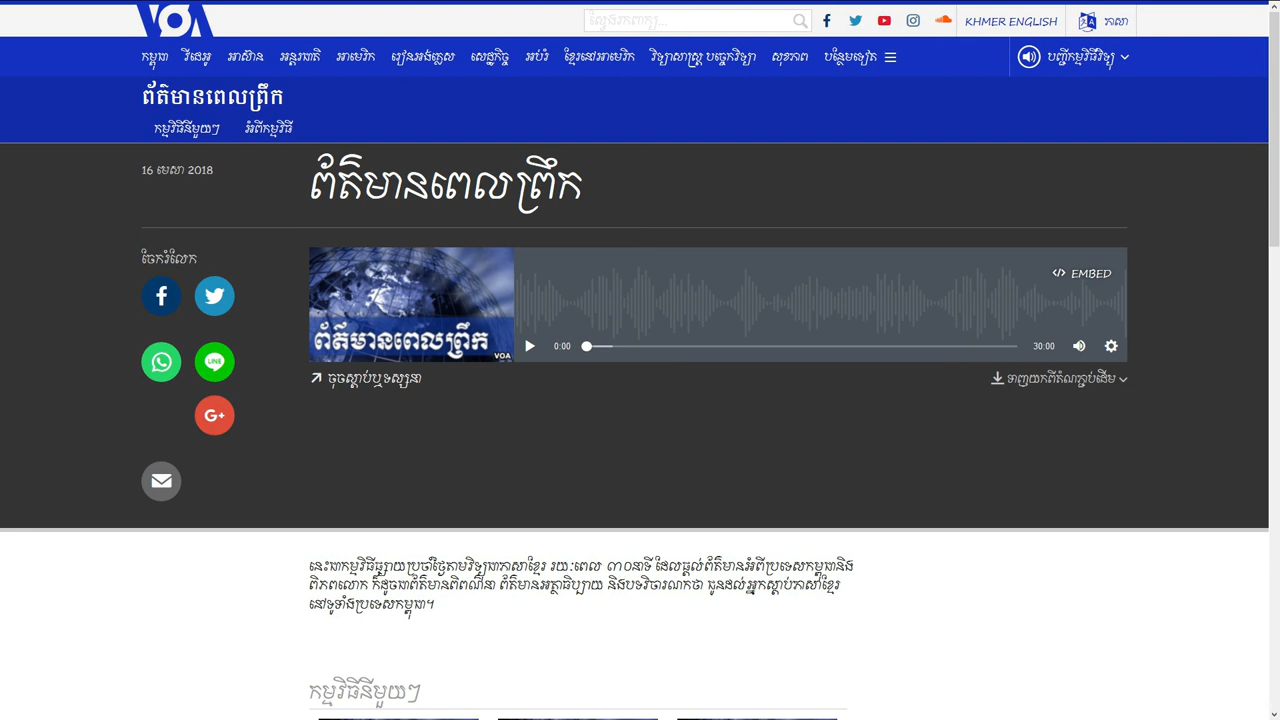 VOA
ស្វែងរកពាក្យ...
KHMER ENGLISH
ភាសា
កម្ពុជា វីដេអូ អាស៊ាន អន្តរជាតិ អាមេរិក រៀនអង់គ្លេស សេដ្ឋកិច្ច អប់រំ ខ្មែរនៅអាមេរិក វិទ្យាសាស្ត្រ បច្ចេកវិទ្យា សុខភាព បន្ថែមទៀត បញ្ជីកម្មវិធីវិទ្យុ
ព័ត៌មានពេលព្រឹក
កម្មវិធីនីមួយៗ អំពីកម្មវិធី
16 មេសា 2018
ព័ត៌មានពេលព្រឹក
ចែករំលែក
EMBED
ព័ត៌មានពេលព្រឹក
VOA
0:00 30:00
ចុចស្តាប់ឬទស្សនា
ទាញយកពីតំណភ្ជាប់ដើម
នេះជាកម្មវិធីផ្សាយប្រចាំថ្ងៃតាមវិទ្យុជាភាសាខ្មែរ រយៈពេល ៣០នាទី ដែលផ្តល់ព័ត៌មានអំពីប្រទេសកម្ពុជានិង
ពិភពលោក ក៏ដូចជាព័ត៌មានពិពណ៌នា ព័ត៌មានអត្ថាធិប្បាយ និងបទវិចារណកថា ជូនដល់អ្នកស្តាប់ភាសាខ្មែរ
នៅទូទាំងប្រទេសកម្ពុជា។
កម្មវិធីនីមួយៗ